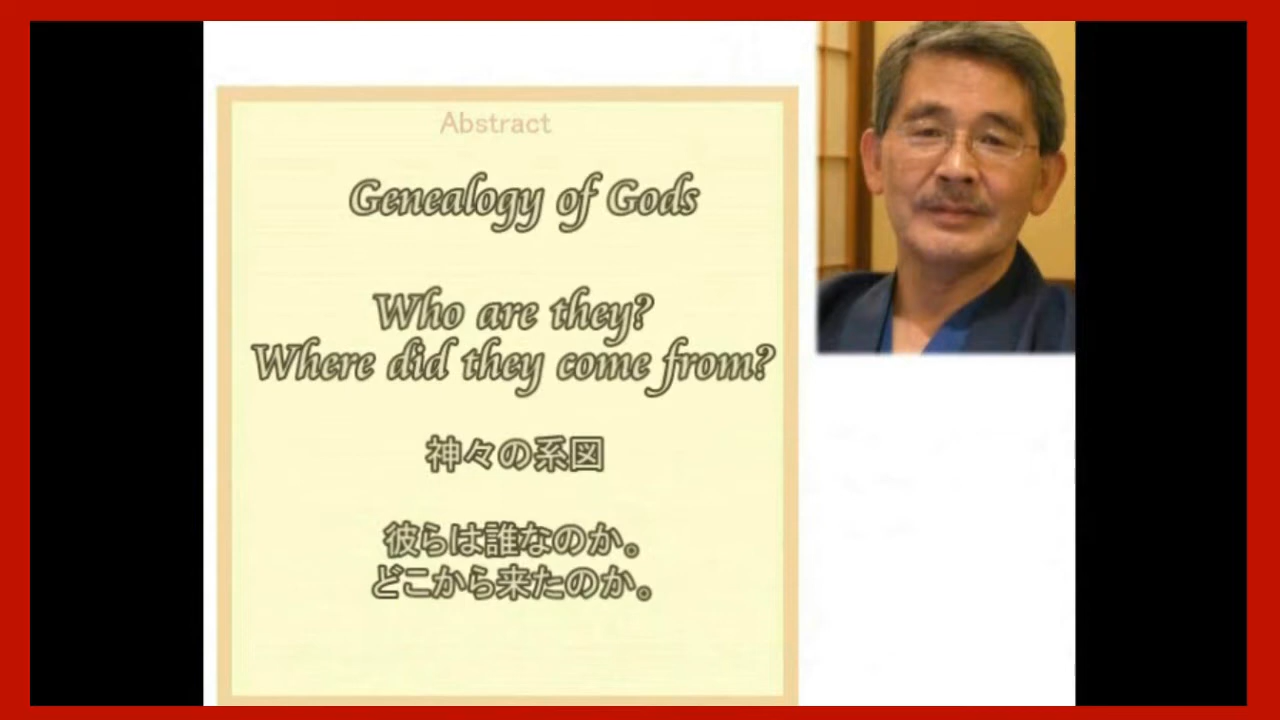 Abstract
Genealogy of Gods
Who are they?
Where did they come from?
神々の系図
彼らは誰なのか。
どこから来たのか。